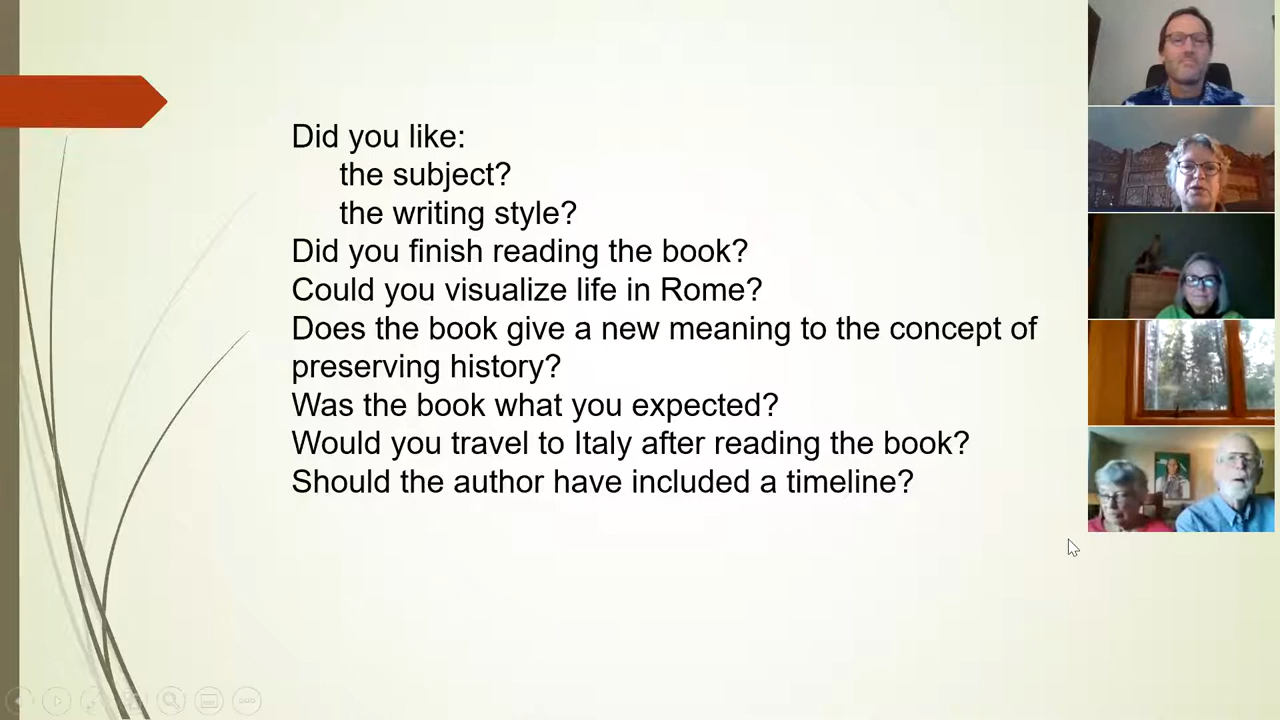 Did you like:
the subject?
the writing style?
Did you finish reading the book?
Could you visualize life in Rome?
Does the book give a new meaning to the concept of
preserving history?
Was the book what you expected?
Would you travel to Italy after reading the book?
Should the author have included a timeline?